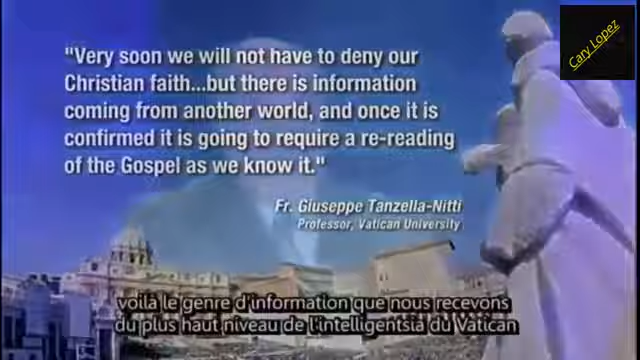 Cary Lopez
"Very soon we will not have to deny our
Christian faith...but there is information
coming from another world, and once it is
confirmed it is going to require a re-reading
of the Gospel as we know it."
Fr. Giuseppe Tanzella-Nitti
Professor, Vatican University
voilà le genre d'information que nous recevons
du plus haut niveau de l'intelligentsia du Vatican